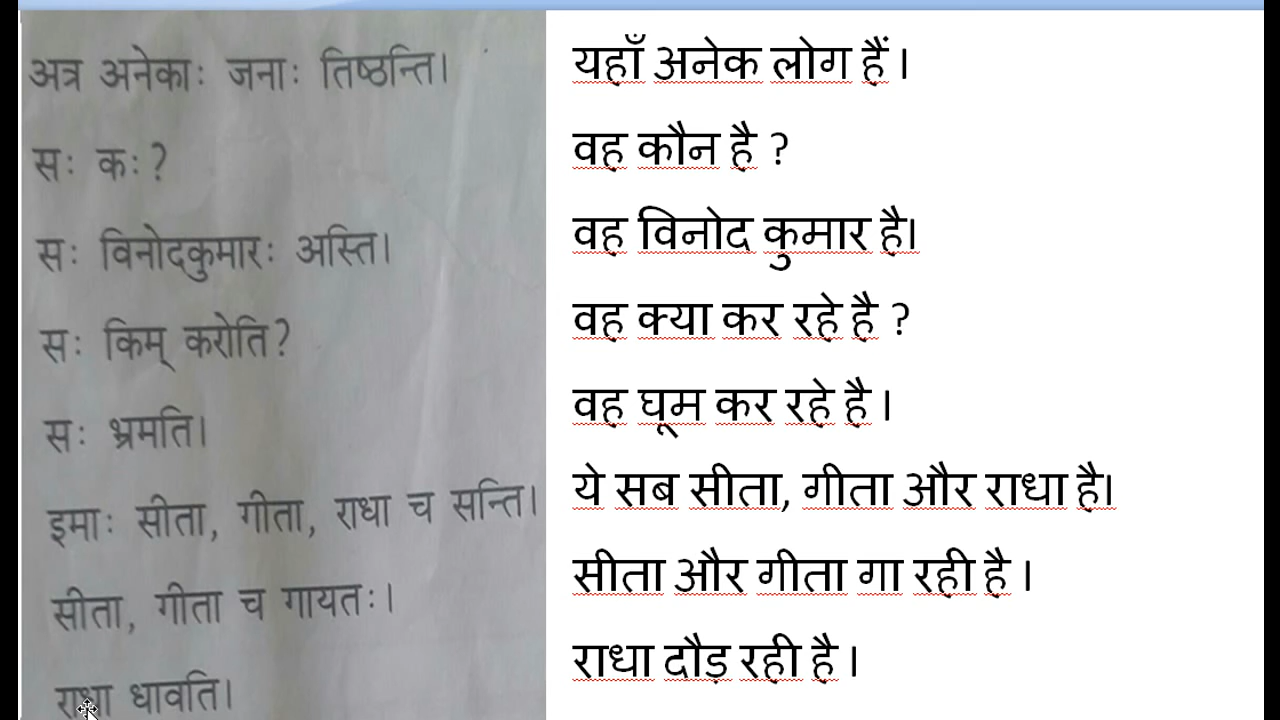 अत्र अनेकाः जनाः तिष्ठन्ति।
सः कः?
सः विनोदकुमारः अस्ति।
सः किम् करोति?
सः भ्रमति।
इमाः सीता, गीता, राधा च सन्ति।
सीता, गीता च गायतः।
राधा धावति।
यहाँ अनेक लोग हैं ।
वह कौन है ?
वह विनोद कुमार है।
वह क्या कर रहे है ?
वह घूम कर रहे है ।
ये सब सीता, गीता और राधा है।
सीता और गीता गा रही है ।
राधा दौड़ रही है ।